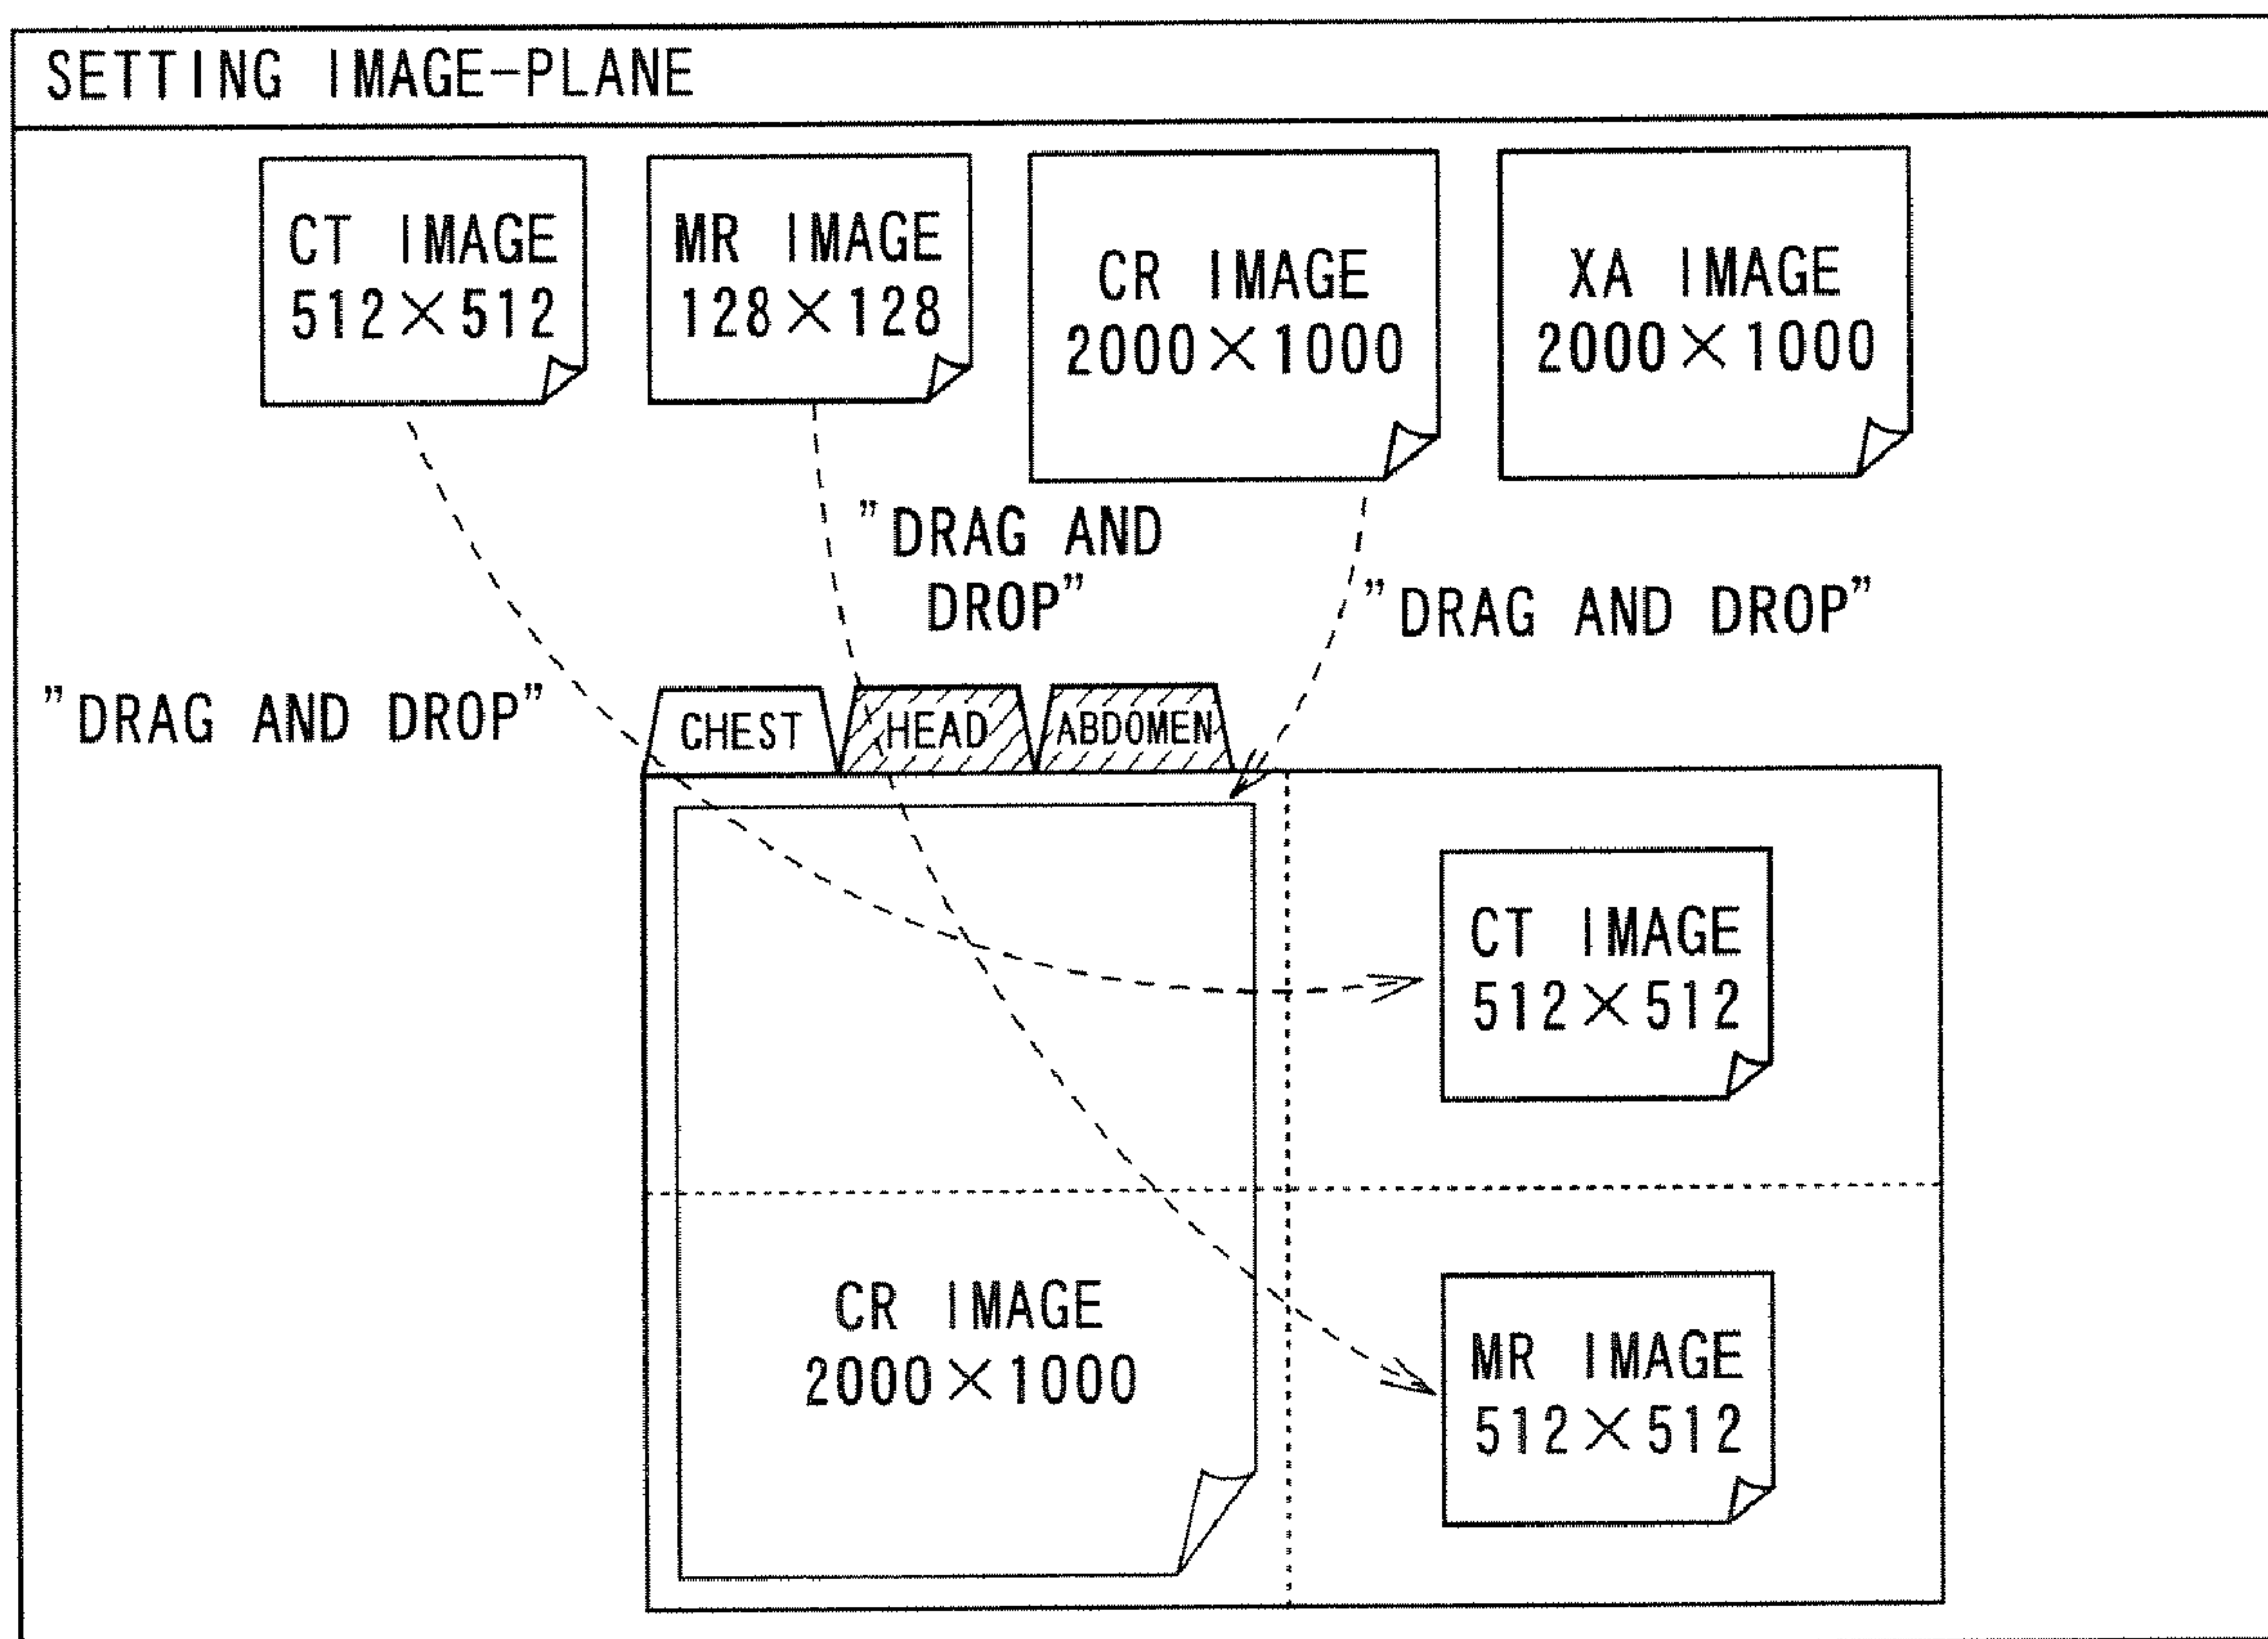 SETTING IMAGE-PLANE
CT IMAGE
512×512
MR IMAGE
128×128
CR IMAGE
2000×1000
XA IMAGE
2000×1000
"DRAG AND
DROP"
"DRAG AND DROP"
"DRAG AND DROP"
CHEST
HEAD
ABDOMEN
CT IMAGE
512×512
CR IMAGE
2000×1000
MR IMAGE
512×512